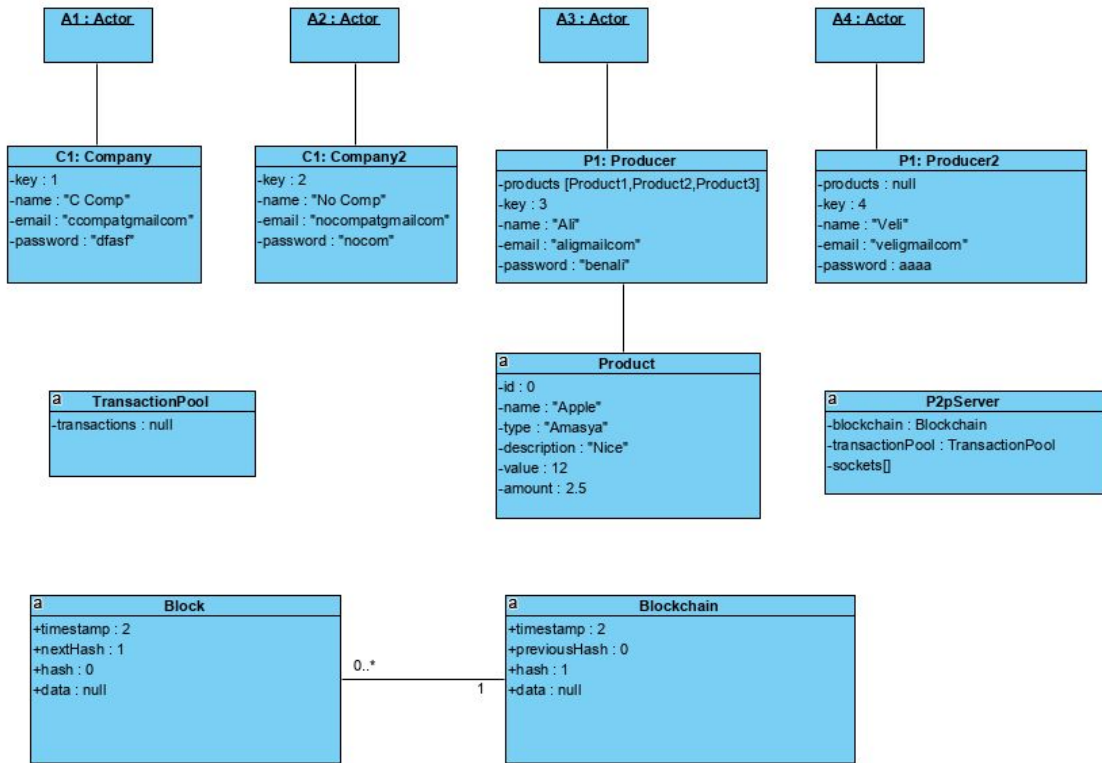 A1 : Actor
A2 : Actor
A3 : Actor
A4 : Actor
C1: Company
-key : 1
-name : "C Comp"
-email : "ccompatgmailcom"
-password : "dfasf"
C1: Company2
-key : 2
-name : "No Comp"
-email : "nocompatgmailcom"
-password : "nocom"
P1: Producer
-products [Product1,Product2,Product3]
-key : 3
-name : "Ali"
-email : "aligmailcom"
-password : "benali"
P1: Producer2
-products : null
-key : 4
-name : "Veli"
-email : "veligmailcom"
-password : aaaa
a
TransactionPool
-transactions : null
a
Product
-id : 0
-name : "Apple"
-type : "Amasya"
-description : "Nice"
-value : 12
-amount : 2.5
a
P2pServer
-blockchain : Blockchain
-transactionPool : TransactionPool
-sockets[]
a
Block
+timestamp : 2
+nextHash : 1
+hash : 0
+data : null
0..*
1
a
Blockchain
+timestamp : 2
+previousHash : 0
+hash : 1
+data : null